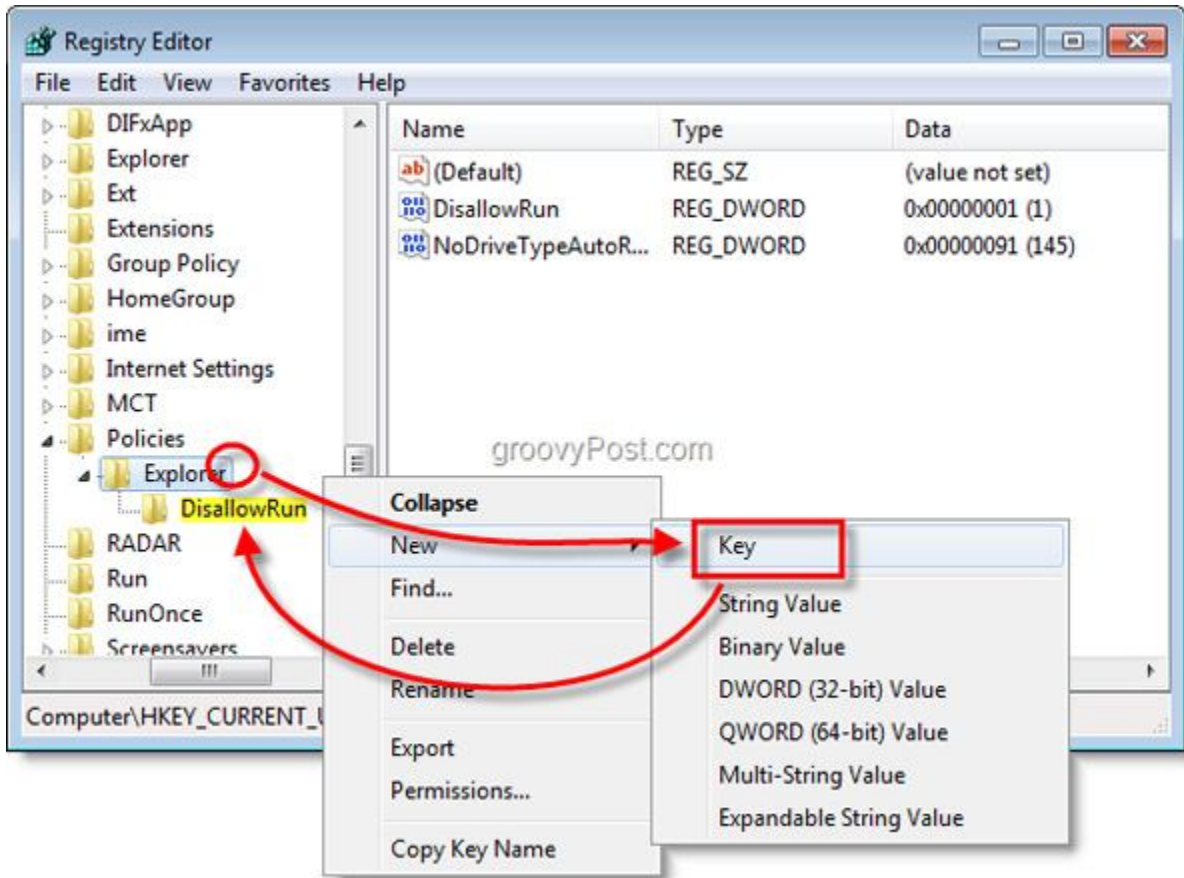 Registry Editor
File Edit View Favorites Help
DIFxApp
Explorer
Ext
Extensions
Group Policy
HomeGroup
ime
Internet Settings
MCT
Policies
Explorer
DisallowRun
RADAR
Run
RunOnce
Screensavers
Computer\HKEY_CURRENT_U
Name Type Data
(Default) REG_SZ (value not set)
DisallowRun REG_DWORD 0x00000001 (1)
NoDriveTypeAutoR... REG_DWORD 0x00000091 (145)
groovyPost.com
Collapse
New
Find...
Delete
Rename
Export
Permissions...
Copy Key Name
Key
String Value
Binary Value
DWORD (32-bit) Value
QWORD (64-bit) Value
Multi-String Value
Expandable String Value